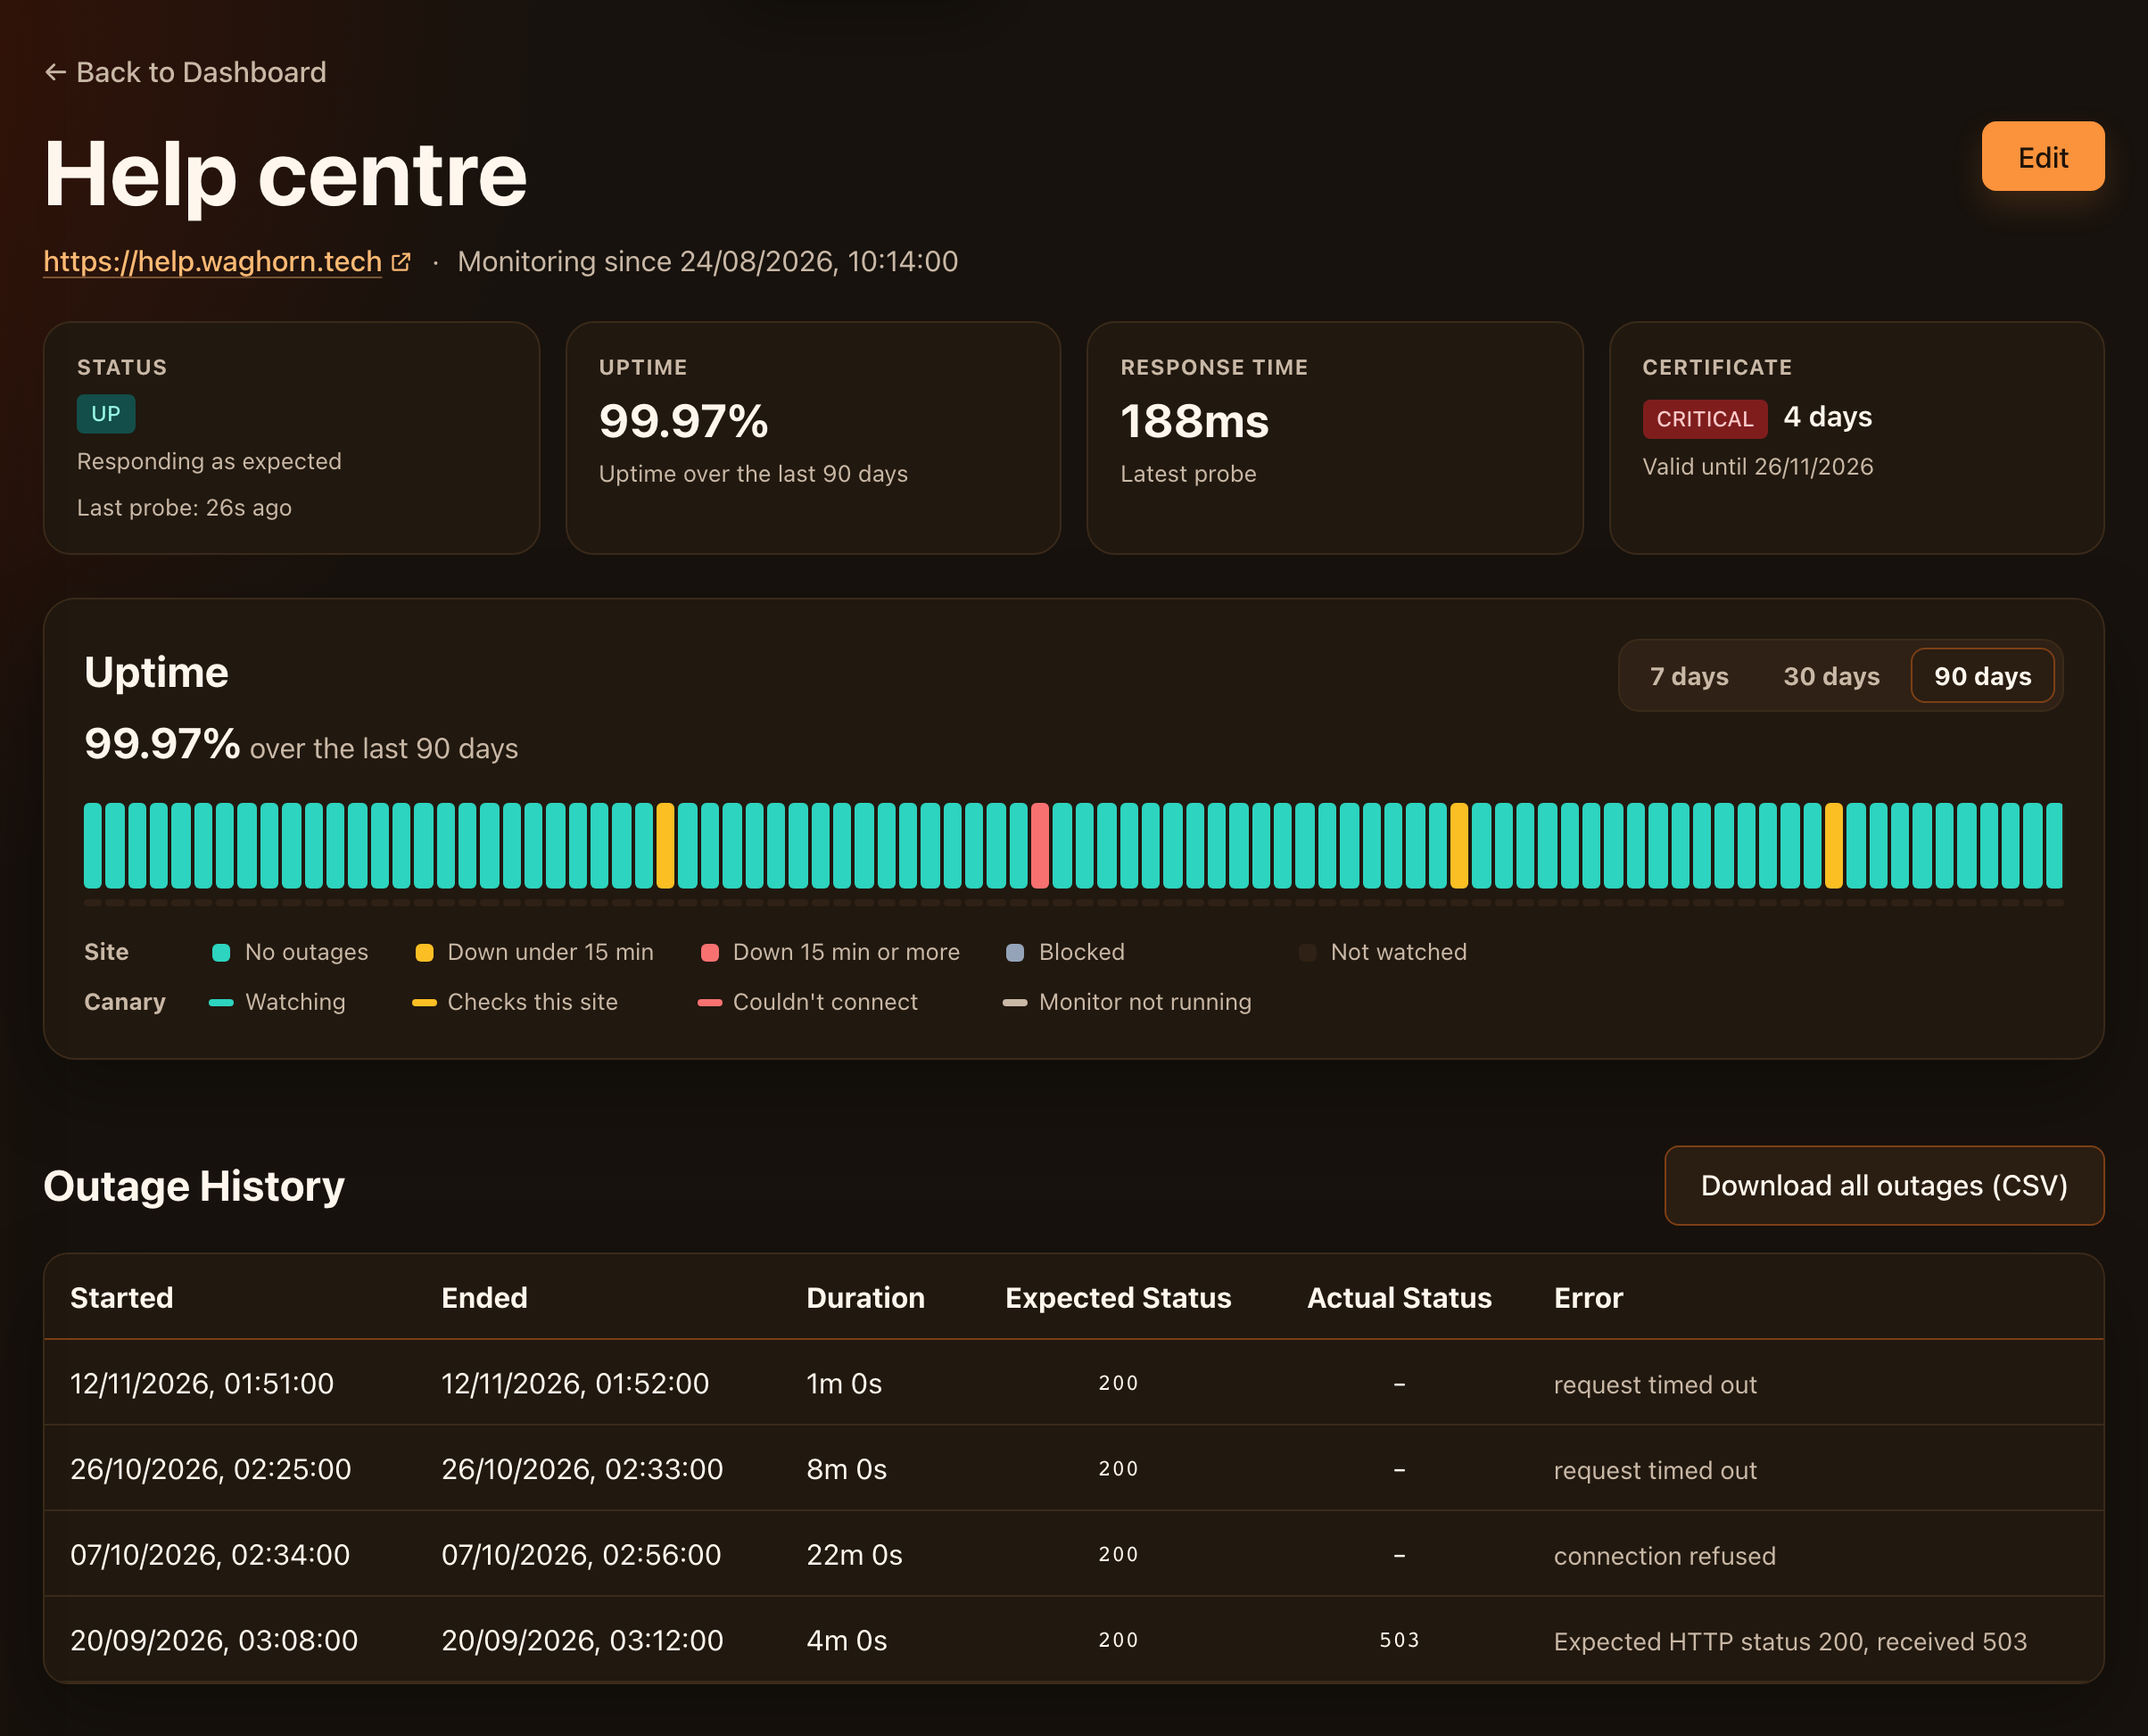 ← Back to Dashboard
Help centre
Edit
https://help.waghorn.tech · Monitoring since 24/08/2026, 10:14:00
STATUS
UP
Responding as expected
Last probe: 26s ago
UPTIME
99.97%
Uptime over the last 90 days
RESPONSE TIME
188ms
Latest probe
CERTIFICATE
CRITICAL 4 days
Valid until 26/11/2026
Uptime
7 days 30 days 90 days
99.97% over the last 90 days
Site No outages Down under 15 min Down 15 min or more Blocked Not watched
Canary Watching Checks this site Couldn't connect Monitor not running
Outage History
Download all outages (CSV)
Started Ended Duration Expected Status Actual Status Error
12/11/2026, 01:51:00 12/11/2026, 01:52:00 1m 0s 200 – request timed out
26/10/2026, 02:25:00 26/10/2026, 02:33:00 8m 0s 200 – request timed out
07/10/2026, 02:34:00 07/10/2026, 02:56:00 22m 0s 200 – connection refused
20/09/2026, 03:08:00 20/09/2026, 03:12:00 4m 0s 200 503 Expected HTTP status 200, received 503